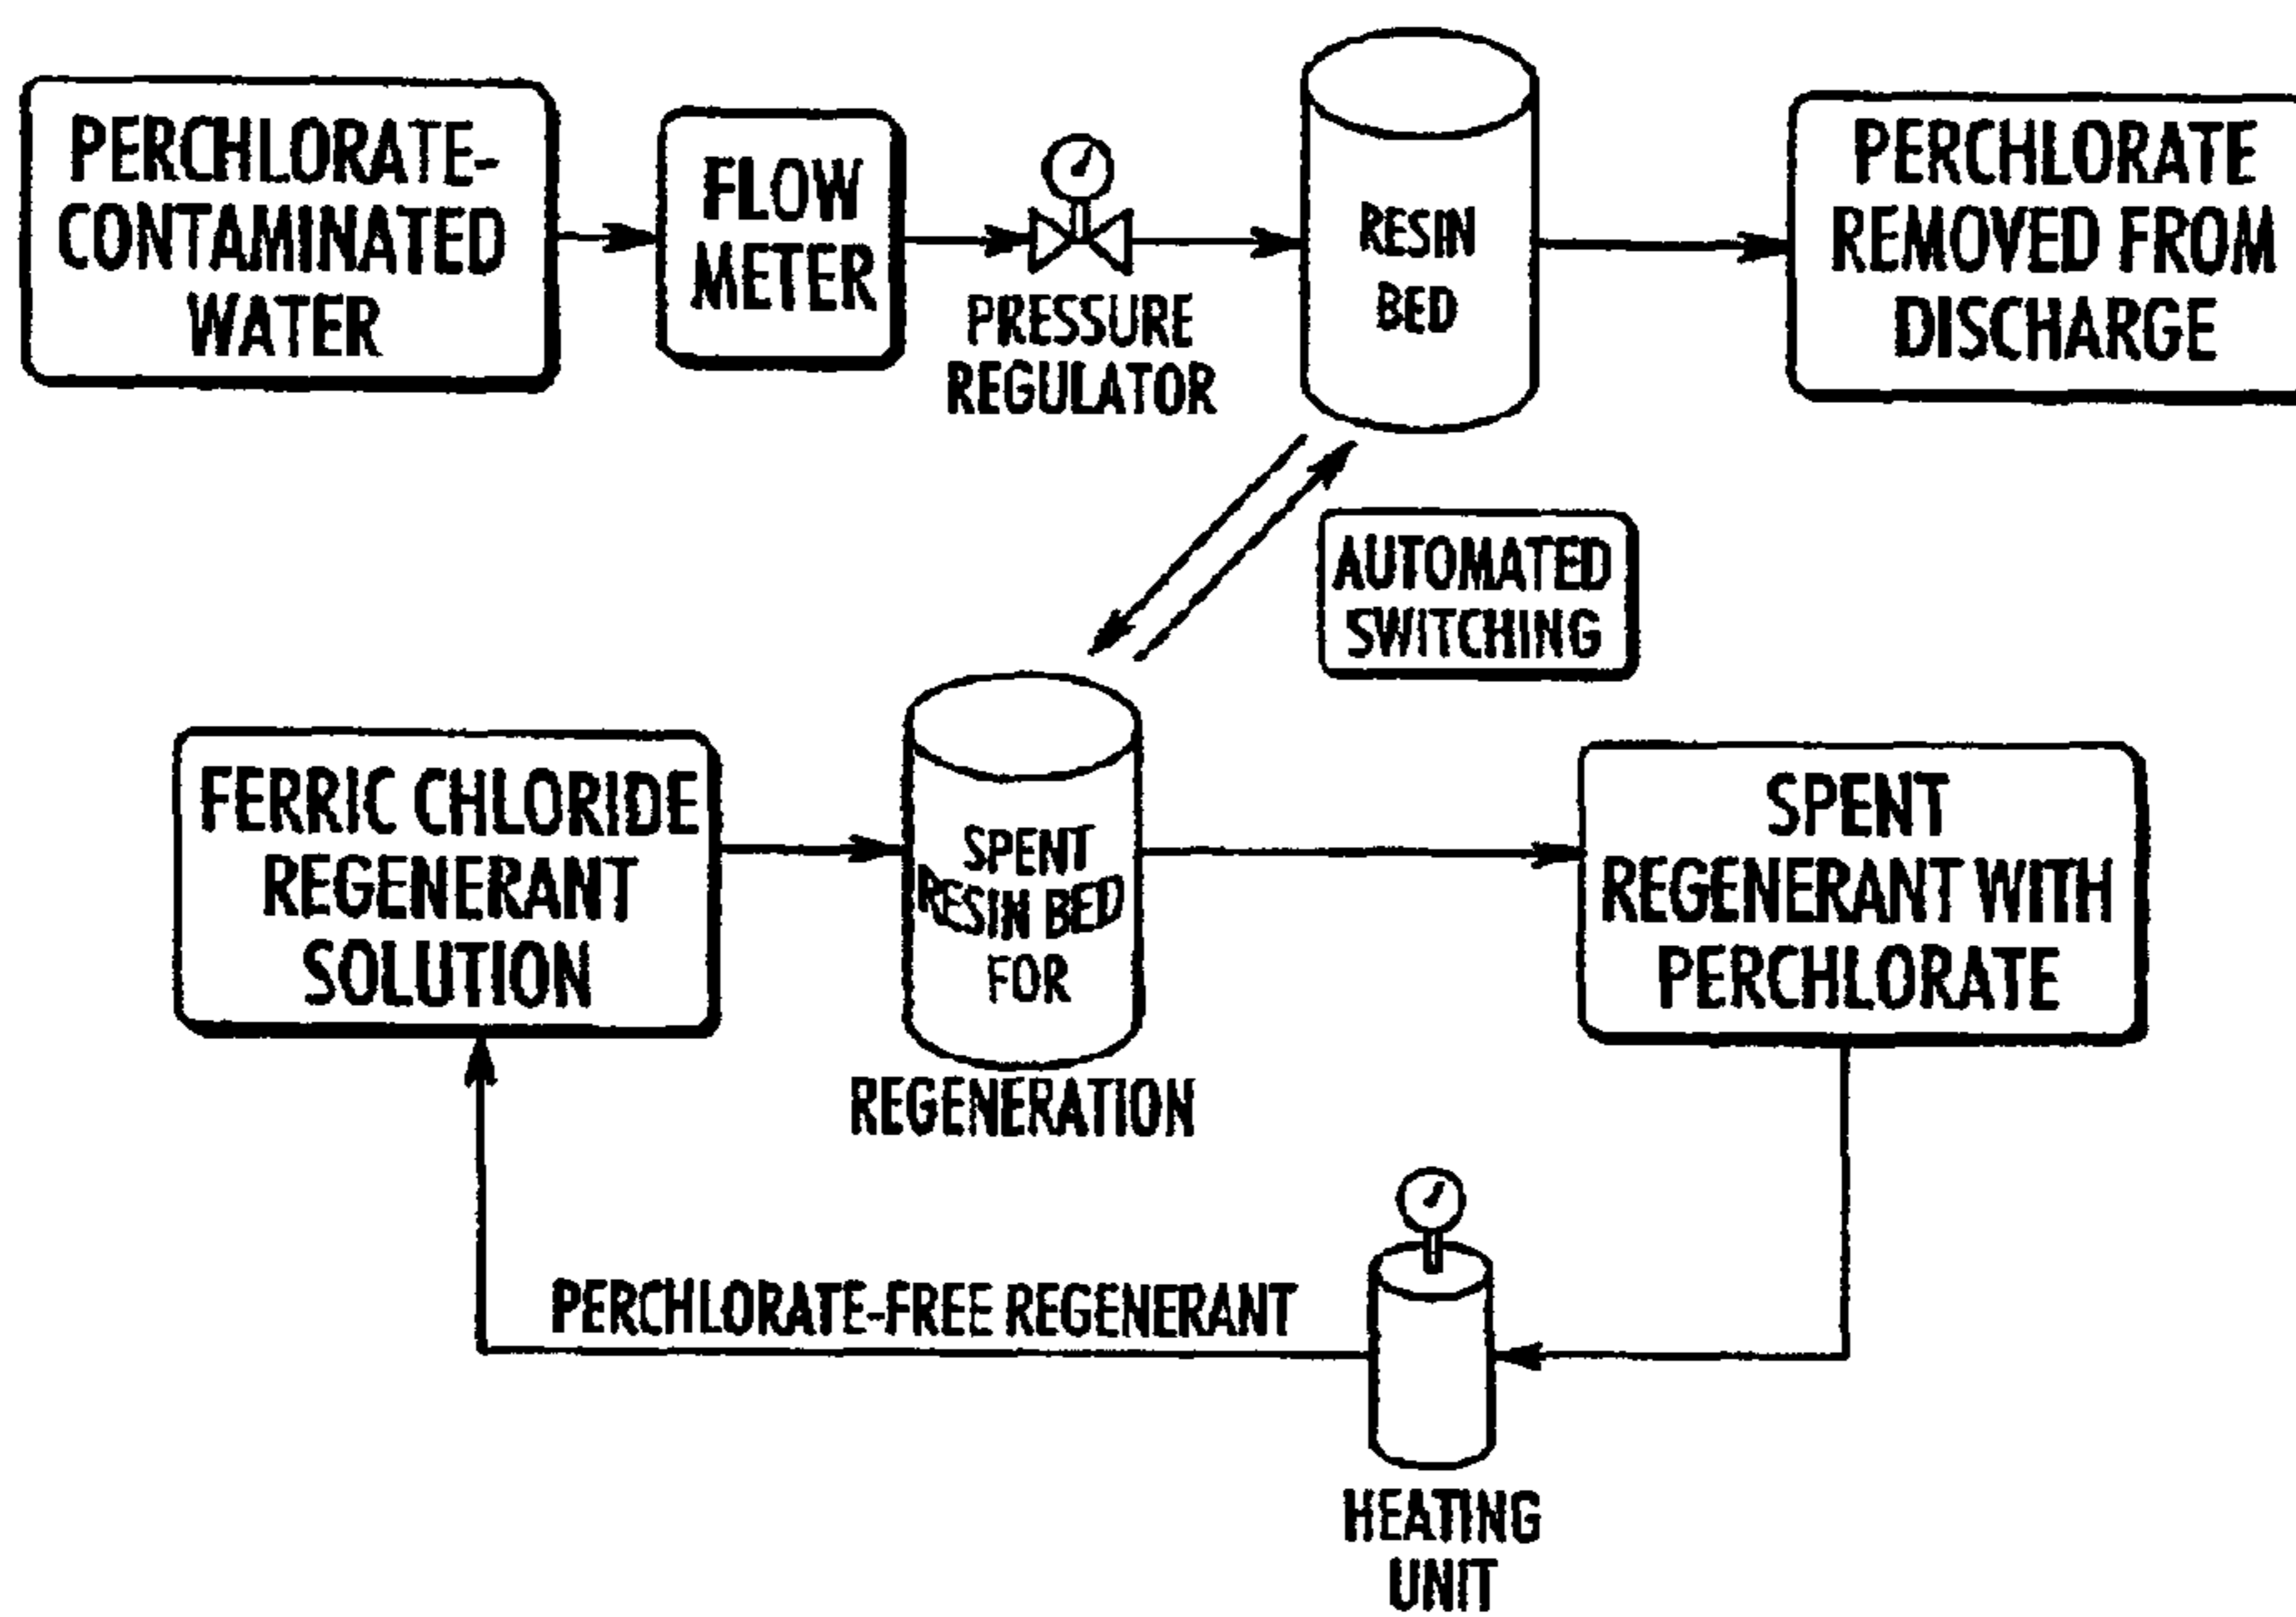 PERCHLORATE-
CONTAMINATED
WATER
FLOW
METER
PRESSURE
REGULATOR
RESIN
BED
PERCHLORATE
REMOVED FROM
DISCHARGE
AUTOMATED
SWITCHING
FERRIC CHLORIDE
REGENERANT
SOLUTION
SPENT
RESIN BED
FOR
REGENERATION
SPENT
REGENERANT WITH
PERCHLORATE
PERCHLORATE-FREE REGENERANT
HEATING
UNIT